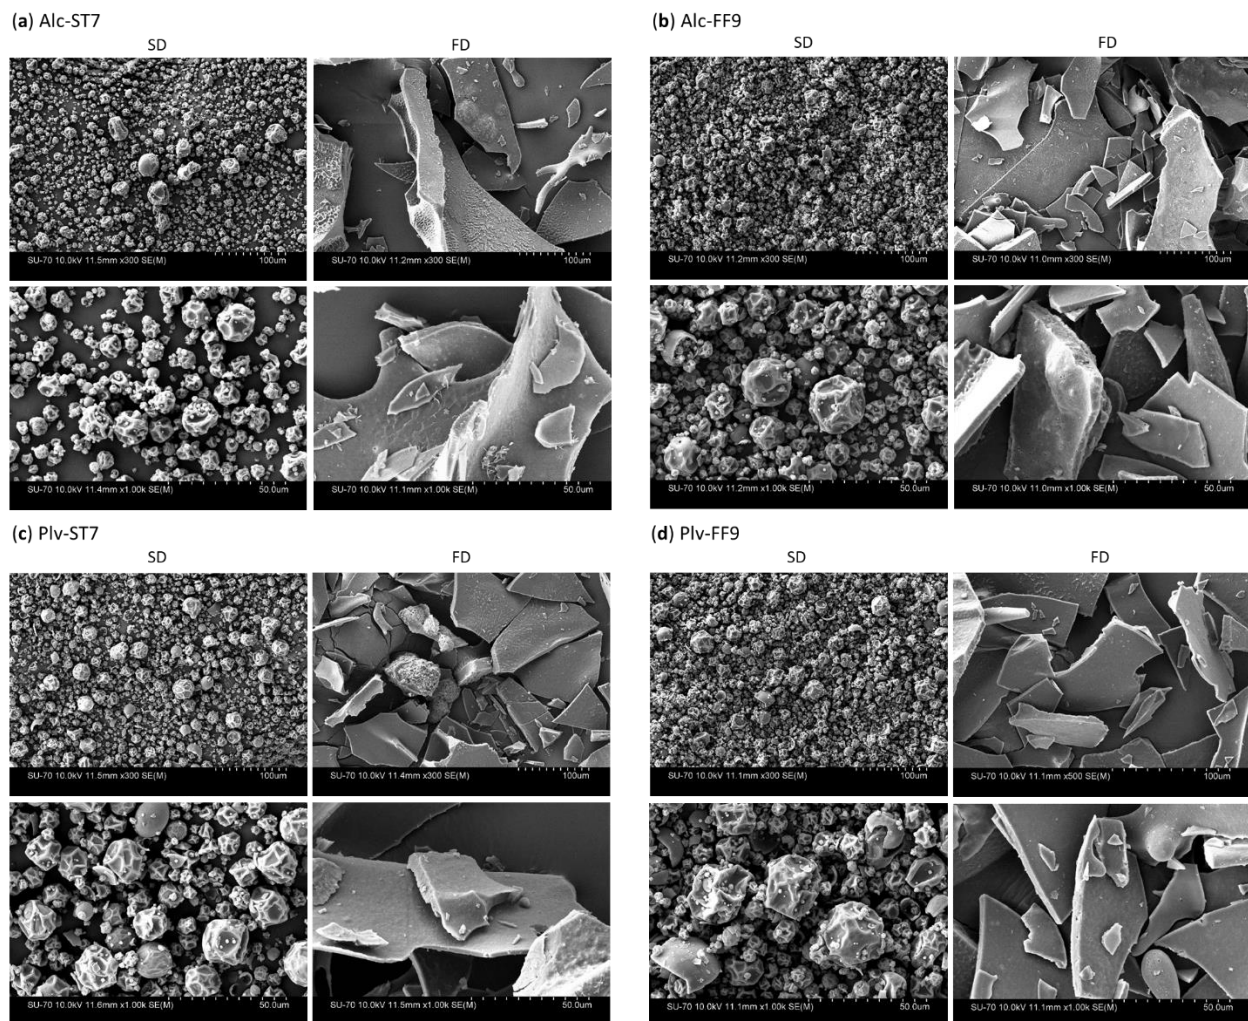 (a) Alc-ST7
(b) Alc-FF9
SD
FD
SD
FD
SU-70 10.0kV 11.5mm x300 SE(M)
100um
SU-70 10.0kV 11.2mm x300 SE(M)
100um
SU-70 10.0kV 11.2mm x300 SE(M)
100um
SU-70 10.0kV 11.0mm x300 SE(M)
100um
SU-70 10.0kV 11.4mm x1.00k SE(M)
50.0um
SU-70 10.0kV 11.1mm x1.00k SE(M)
50.0um
SU-70 10.0kV 11.2mm x1.00k SE(M)
50.0um
SU-70 10.0kV 11.0mm x1.00k SE(M)
50.0um
(c) Plv-ST7
(d) Plv-FF9
SD
FD
SD
FD
SU-70 10.0kV 11.5mm x300 SE(M)
100um
SU-70 10.0kV 11.4mm x300 SE(M)
100um
SU-70 10.0kV 11.1mm x300 SE(M)
100um
SU-70 10.0kV 11.1mm x500 SE(M)
100um
SU-70 10.0kV 11.6mm x1.00k SE(M)
50.0um
SU-70 10.0kV 11.5mm x1.00k SE(M)
50.0um
SU-70 10.0kV 11.1mm x1.00k SE(M)
50.0um
SU-70 10.0kV 11.1mm x1.00k SE(M)
50.0um